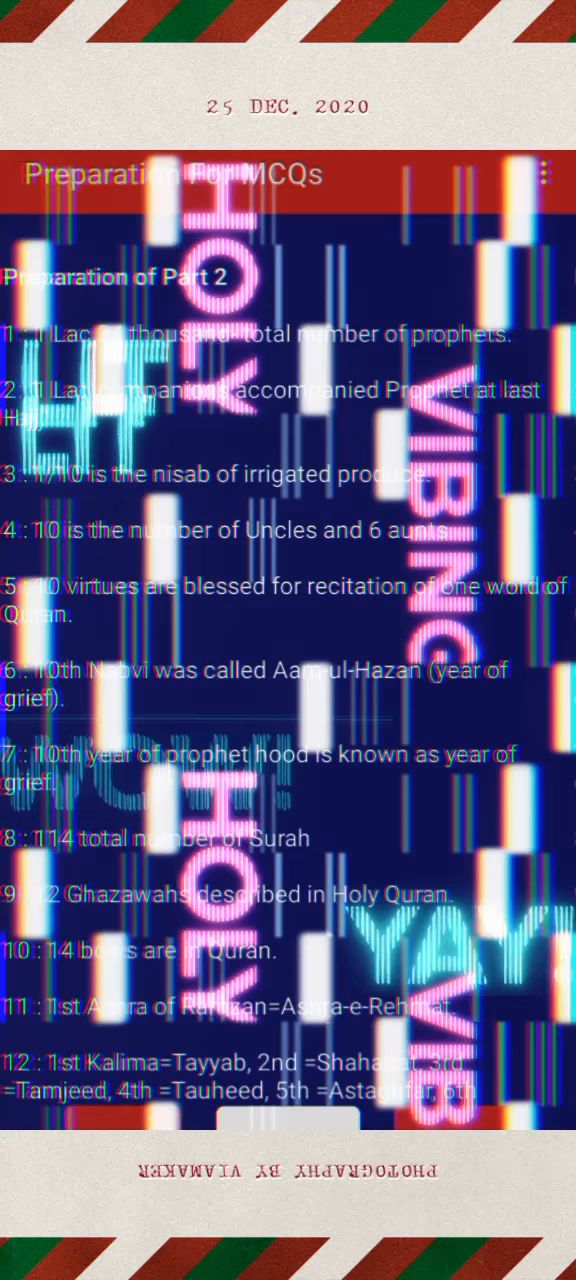 25 DEC. 2020
Preparation For MCQs
Preparation of Part 2
1 : 1 Lac 24 thousand total number of prophets.
2 : 1 Lac companions accompanied Prophet at last
Hajj.
3 : 1/10 is the nisab of irrigated produce.
4 : 10 is the number of Uncles and 6 aunts.
5 : 10 virtues are blessed for recitation of one word of
Quran.
6 : 10th Nabvi was called Aam-ul-Hazan (year of
grief).
7 : 10th year of prophet hood is known as year of
grief.
8 : 114 total number of Surah
9 : 12 Ghazawahs described in Holy Quran.
10 : 14 bows are in Quran.
11 : 1st Ashra of Ramzan=Ashra-e-Rehmat.
12 : 1st Kalima=Tayyab, 2nd =Shahadat, 3rd
=Tamjeed, 4th =Tauheed, 5th =Astagirfar, 6th
HOLY
VIBING
HOLY
YAY!
VIB
PHOTOGRAPHY BY VIAMAKER